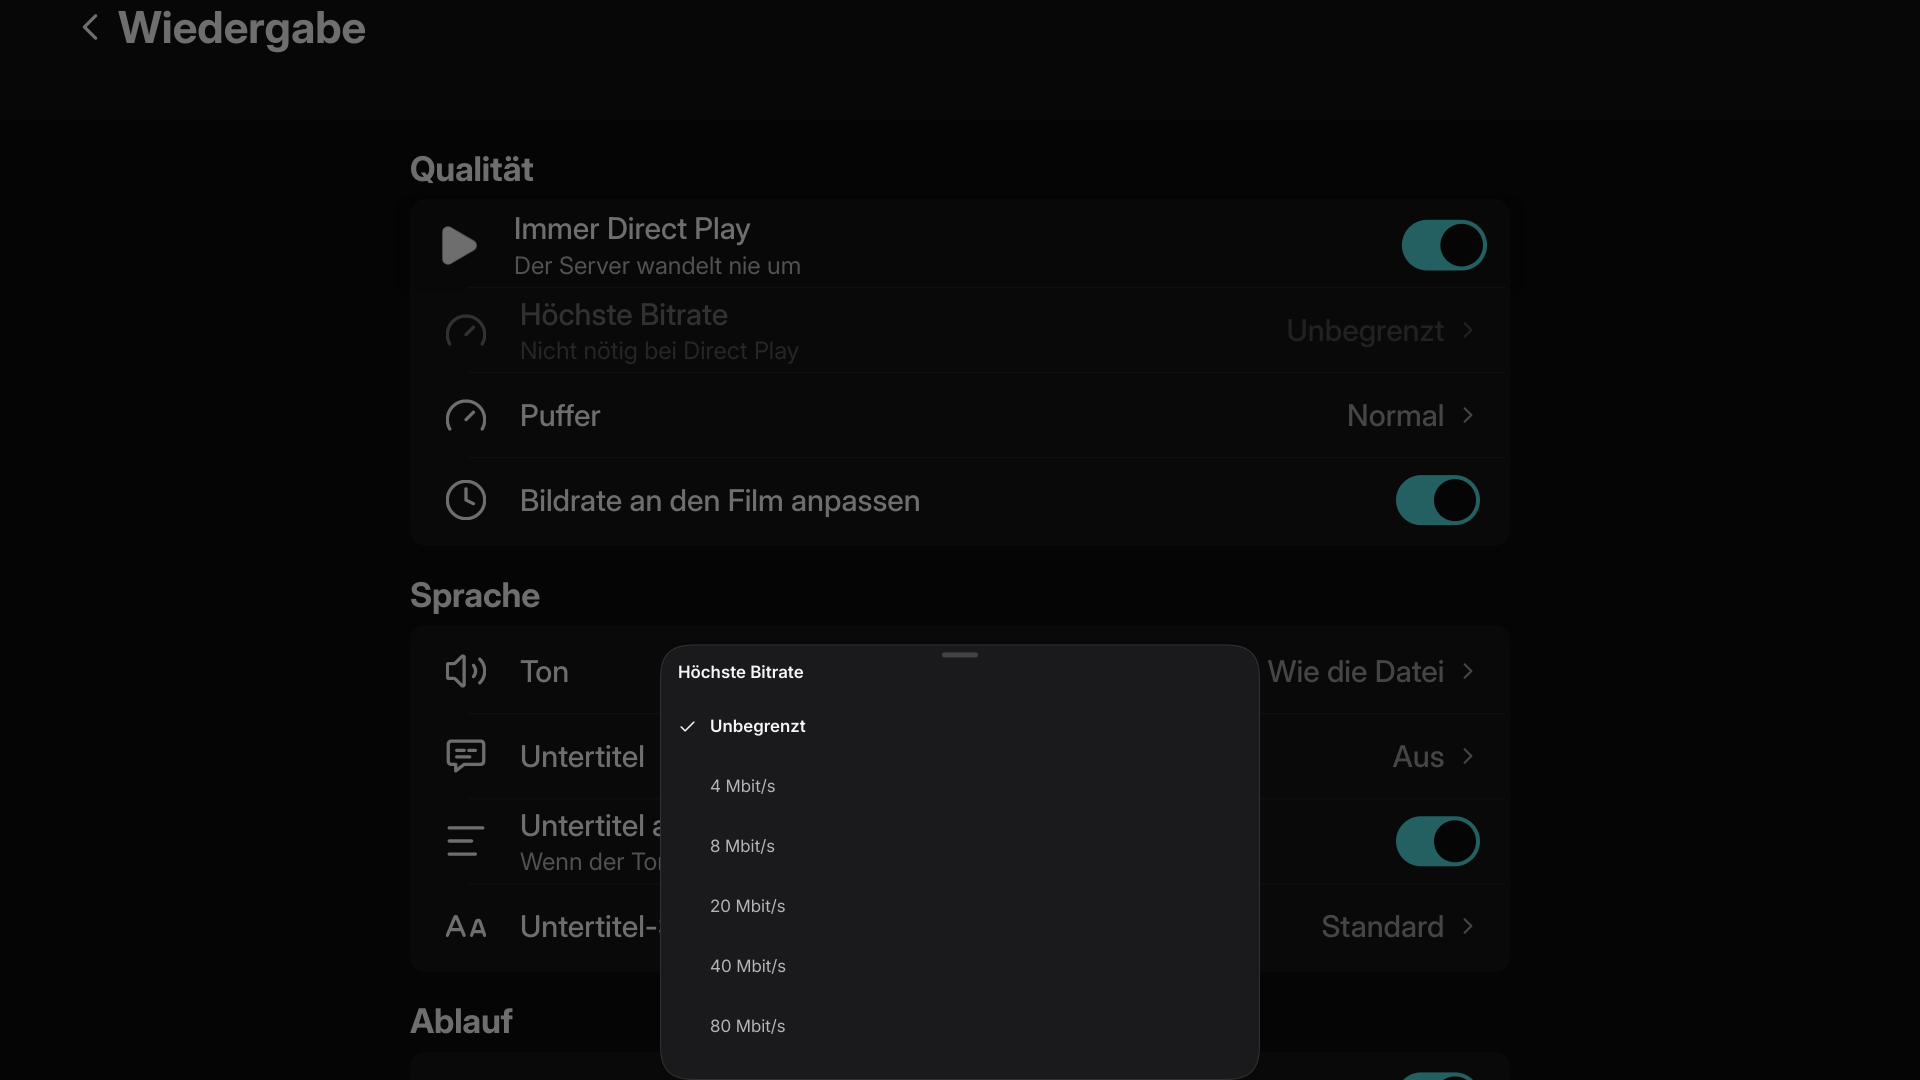 Wiedergabe
Qualität
Immer Direct Play
Der Server wandelt nie um
Höchste Bitrate
Nicht nötig bei Direct Play
Unbegrenzt
Puffer
Normal
Bildrate an den Film anpassen
Sprache
Ton
Wie die Datei
Untertitel
Aus
Untertitel
Wenn der
AA
Untertitel-
Standard
Höchste Bitrate
Unbegrenzt
4 Mbit/s
8 Mbit/s
20 Mbit/s
40 Mbit/s
80 Mbit/s
Ablauf